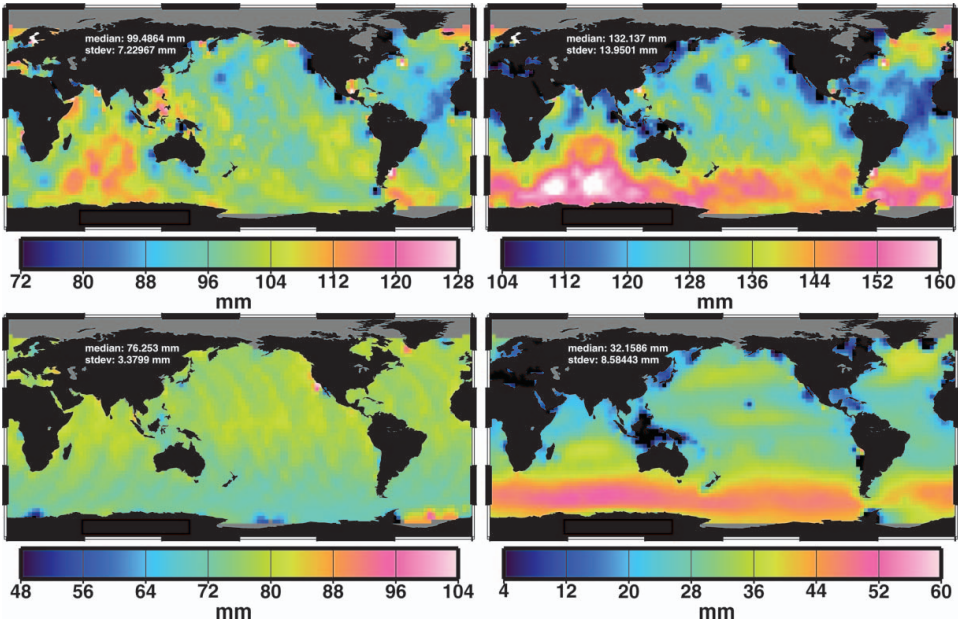 median: 99.4864 mm
stdev: 7.22967 mm
72 80 88 96 104 112 120 128
mm
median: 132.137 mm
stdev: 13.9501 mm
104 112 120 128 136 144 152 160
mm
median: 76.253 mm
stdev: 3.3799 mm
48 56 64 72 80 88 96 104
mm
median: 32.1586 mm
stdev: 8.58443 mm
4 12 20 28 36 44 52 60
mm